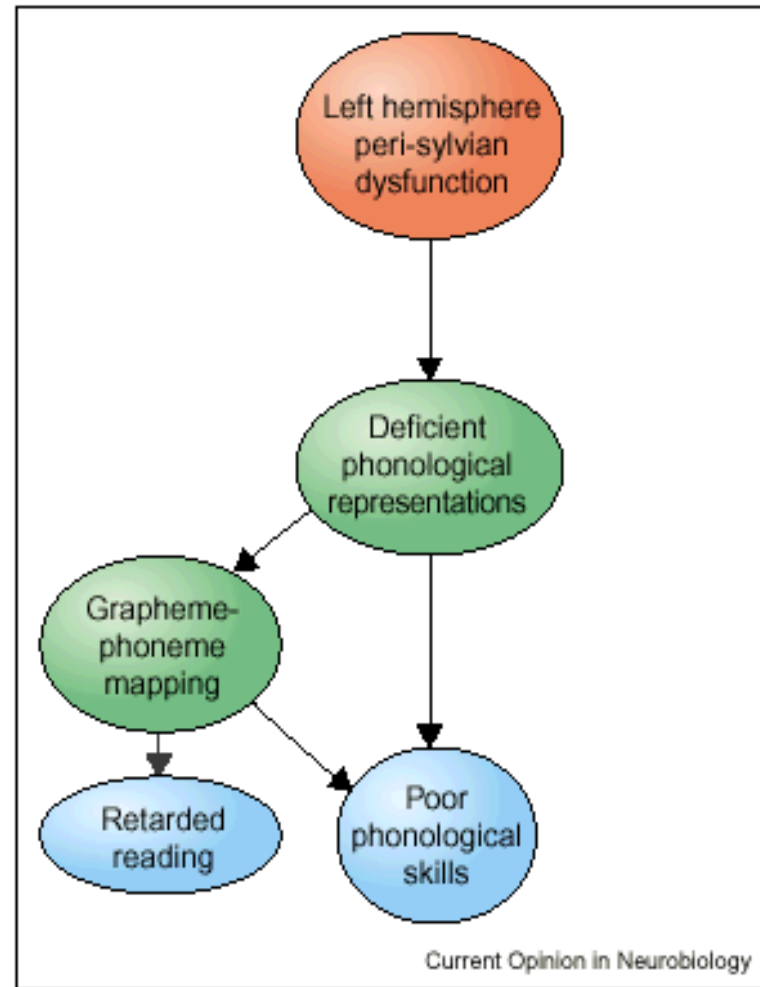 Left hemisphere
peri-sylvian
dysfunction
Deficient
phonological
representations
Grapheme-
phoneme
mapping
Retarded
reading
Poor
phonological
skills
Current Opinion in Neurobiology